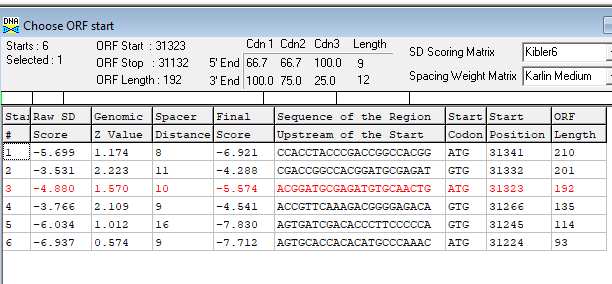 DNA Choose ORF start
Starts : 6 ORF Start : 31323 Cdn 1 Cdn2 Cdn3 Length SD Scoring Matrix Kibler6
Selected : 1 ORF Stop : 31132 5' End 66.7 66.7 100.0 9
ORF Length : 192 3' End 100.0 75.0 25.0 12 Spacing Weight Matrix Karlin Medium
Star Raw SD Genomic Spacer Final Sequence of the Region Start Start ORF
# Score Z Value Distance Score Upstream of the Start Codon Position Length
1 -5.699 1.174 8 -6.921 CCACCTACCCGACCGGCCACGG ATG 31341 210
2 -3.531 2.223 11 -4.288 CGACCGGCCACGGATGCGAGAT GTG 31332 201
3 -4.880 1.570 10 -5.574 ACGGATGCGAGATGTGCAACTG ATG 31323 192
4 -3.766 2.109 9 -4.541 ACCGTTCAAAGACGGGGAGACA GTG 31266 135
5 -6.034 1.012 16 -7.830 AGTGATCGACACCCTTCCCCCA GTG 31245 114
6 -6.937 0.574 9 -7.712 AGTGCACCACACATGCCCAAAC ATG 31224 93